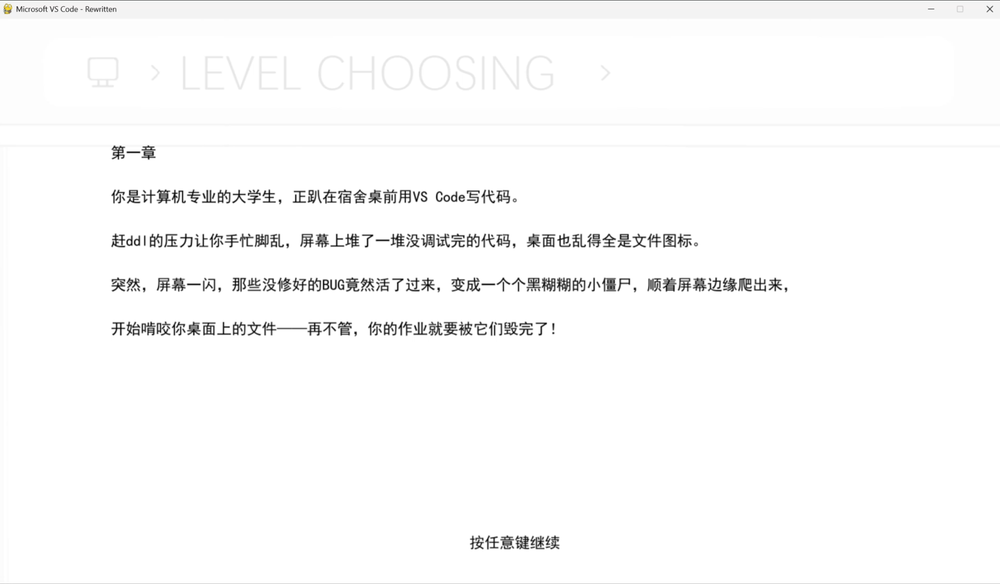 Microsoft VS Code - Rewritten
LEVEL CHOOSING
第一章
你是计算机专业的大学生，正趴在宿舍桌前用VS Code写代码。
赶ddl的压力让你手忙脚乱，屏幕上堆了一堆没调试完的代码，桌面也乱得全是文件图标。
突然，屏幕一闪，那些没修好的BUG竟然活了过来，变成一个个黑糊糊的小僵尸，顺着屏幕边缘爬出来，
开始啃咬你桌面上的文件——再不管，你的作业就要被它们毁完了！
按任意键继续